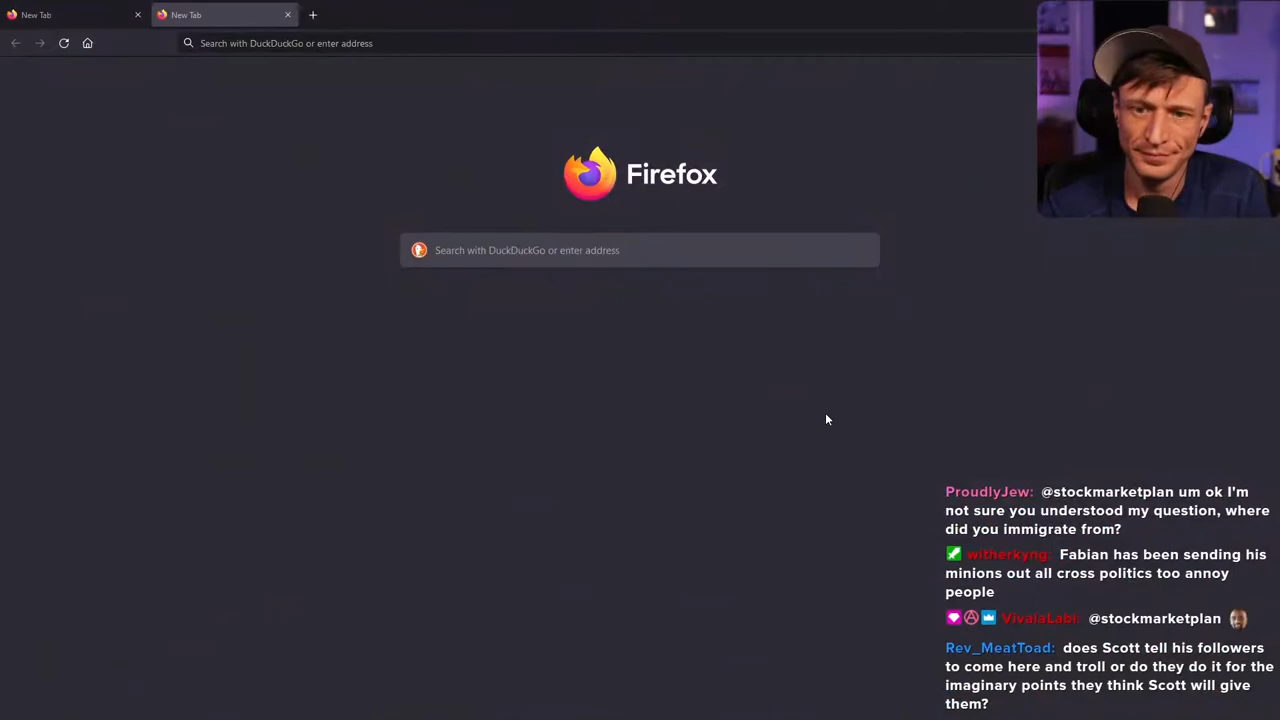 New Tab
New Tab
Search with DuckDuckGo or enter address
Firefox
Search with DuckDuckGo or enter address
ProudlyJew: @stockmarketplan um ok I'm
not sure you understood my question, where
did you immigrate from?
witherkyng: Fabian has been sending his
minions out all cross politics too annoy
people
VivalaLabi: @stockmarketplan
Rev_MeatToad: does Scott tell his followers
to come here and troll or do they do it for the
imaginary points they think Scott will give
them?